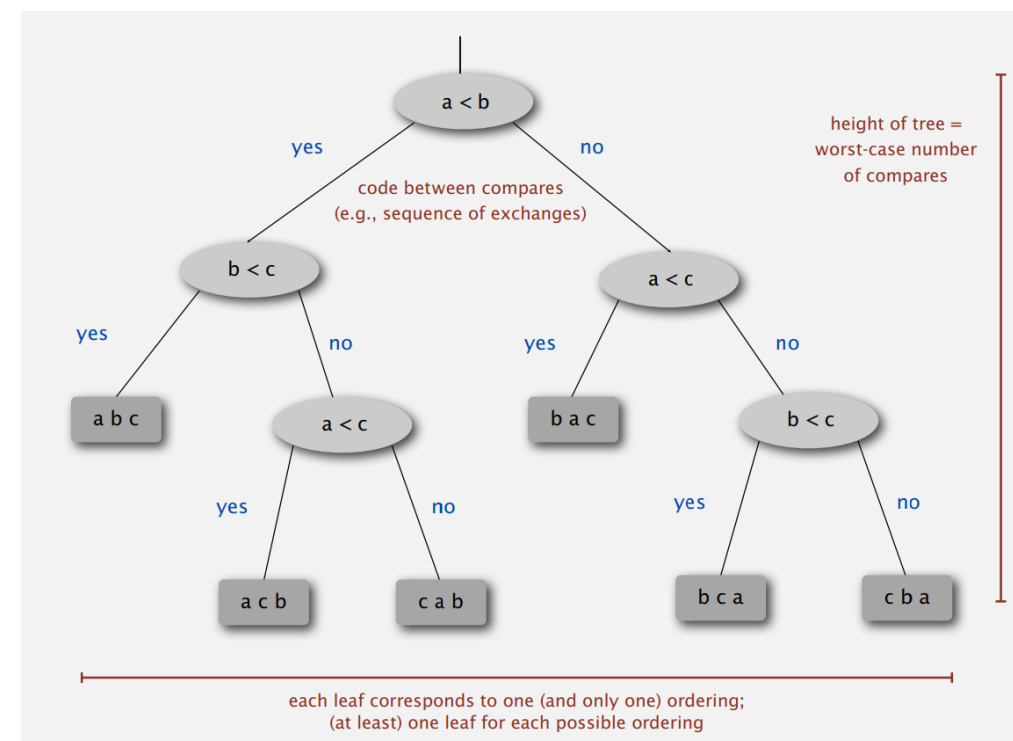 a < b
yes
no
height of tree =
worst-case number
of compares
code between compares
(e.g., sequence of exchanges)
b < c
a < c
yes
no
yes
no
a b c
a < c
b a c
b < c
yes
no
yes
no
a c b
c a b
b c a
c b a
each leaf corresponds to one (and only one) ordering;
(at least) one leaf for each possible ordering